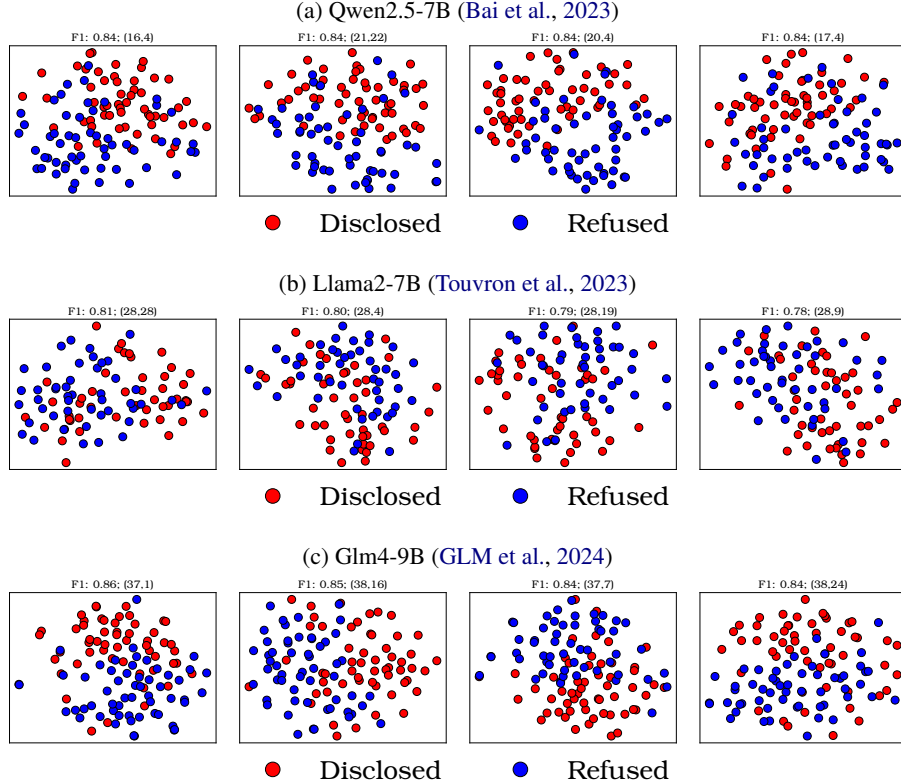 (a) Qwen2.5-7B (Bai et al., 2023)
F1: 0.84; (16,4) F1: 0.84; (21,22) F1: 0.84; (20,4) F1: 0.84; (17,4)
Disclosed Refused
(b) Llama2-7B (Touvron et al., 2023)
F1: 0.81; (28,28) F1: 0.80; (28,4) F1: 0.79; (28,19) F1: 0.78; (28,9)
Disclosed Refused
(c) Glm4-9B (GLM et al., 2024)
F1: 0.86; (37,1) F1: 0.85; (38,16) F1: 0.84; (37,7) F1: 0.84; (38,24)
Disclosed Refused